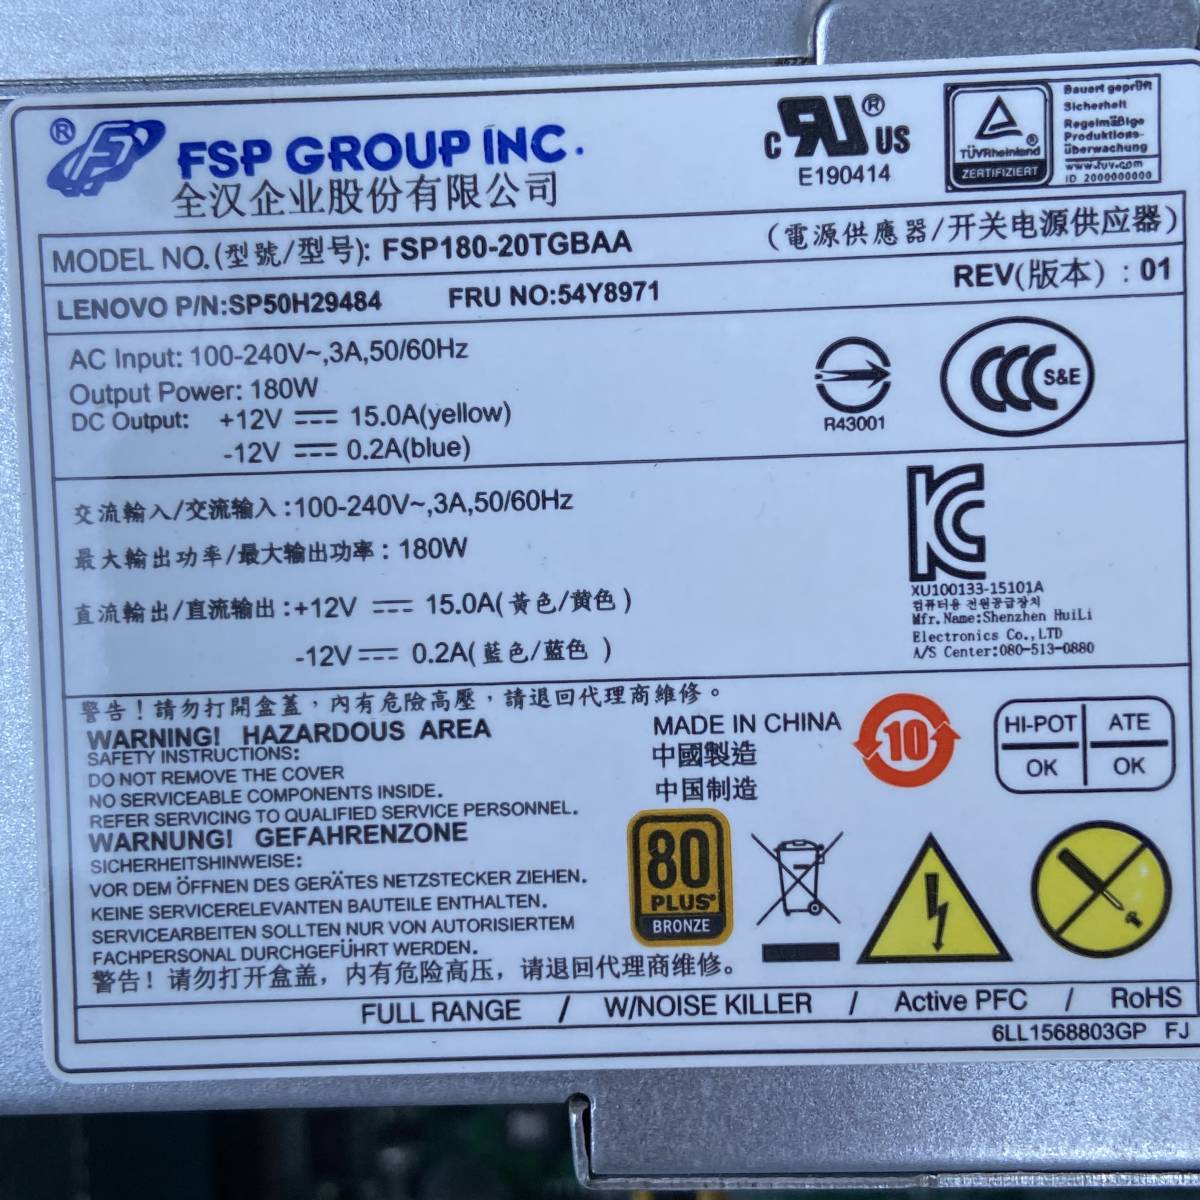 ® FSP GROUP INC.
全汉企业股份有限公司
c RU ® US
E190414
TÜVRheinland ®
ZERTIFIZIERT
Bauart geprüft
Sicherheit
Regelmäßige
Produktions-
überwachung
www.tuv.com
ID 2000000000
MODEL NO.(型號/型号): FSP180-20TGBAA
(電源供應器/开关电源供应器)
LENOVO P/N:SP50H29484 FRU NO:54Y8971
REV(版本) : 01
AC Input: 100-240V~,3A,50/60Hz
Output Power: 180W
DC Output: +12V 15.0A(yellow)
-12V 0.2A(blue)
R43001
CCC S&E
交流輸入/交流输入:100-240V~,3A,50/60Hz
最大輸出功率/最大输出功率: 180W
直流輸出/直流输出:+12V 15.0A(黃色/黄色)
-12V 0.2A(藍色/蓝色 )
KC
XU100133-15101A
컴퓨터용 전원공급장치
Mfr.Name:Shenzhen HuiLi
Electronics Co.,LTD
A/S Center:080-513-0880
警告!請勿打開盒蓋,內有危險高壓,請退回代理商維修。
WARNING! HAZARDOUS AREA
SAFETY INSTRUCTIONS:
DO NOT REMOVE THE COVER
NO SERVICEABLE COMPONENTS INSIDE.
REFER SERVICING TO QUALIFIED SERVICE PERSONNEL.
WARNUNG! GEFAHRENZONE
SICHERHEITSHINWEISE:
VOR DEM ÖFFNEN DES GERÄTES NETZSTECKER ZIEHEN.
KEINE SERVICERELEVANTEN BAUTEILE ENTHALTEN.
SERVICEARBEITEN SOLLTEN NUR VON AUTORISIERTEM
FACHPERSONAL DURCHGEFÜHRT WERDEN.
警告!请勿打开盒盖,内有危险高压,请退回代理商维修。
MADE IN CHINA
中國製造
中国制造
10
HI-POT ATE
OK OK
80
PLUS
BRONZE
FULL RANGE / W/NOISE KILLER / Active PFC / RoHS
6LL1568803GP FJ